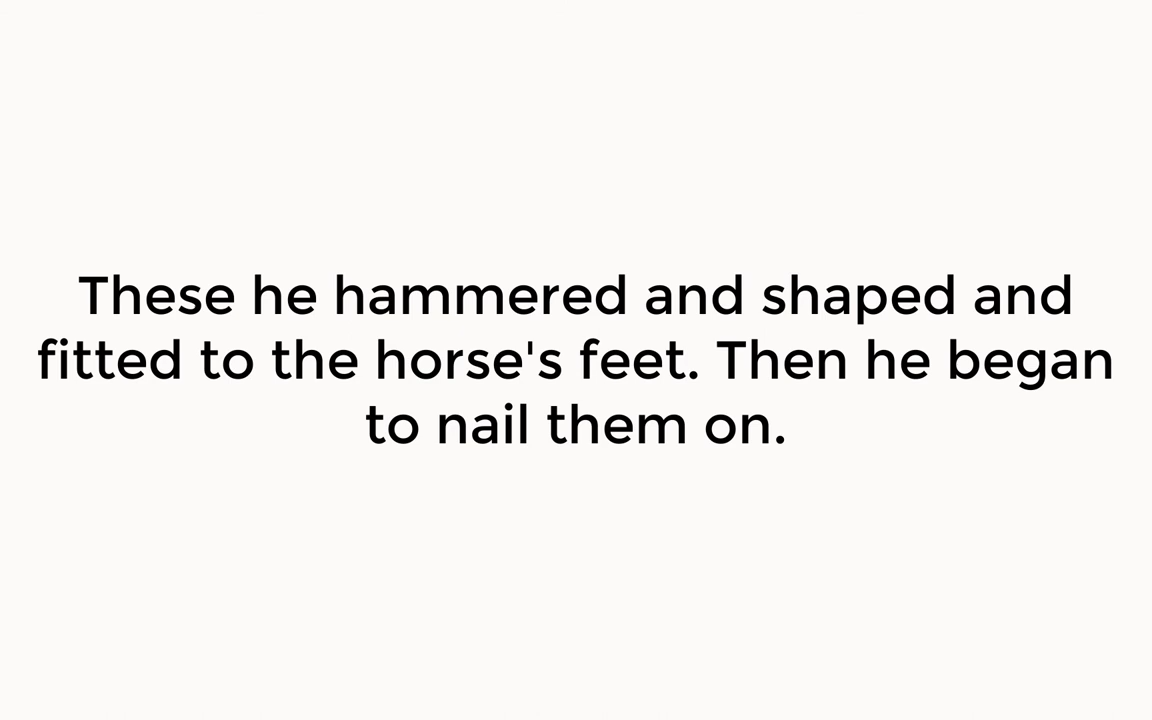 These he hammered and shaped and
fitted to the horse's feet. Then he began
to nail them on.